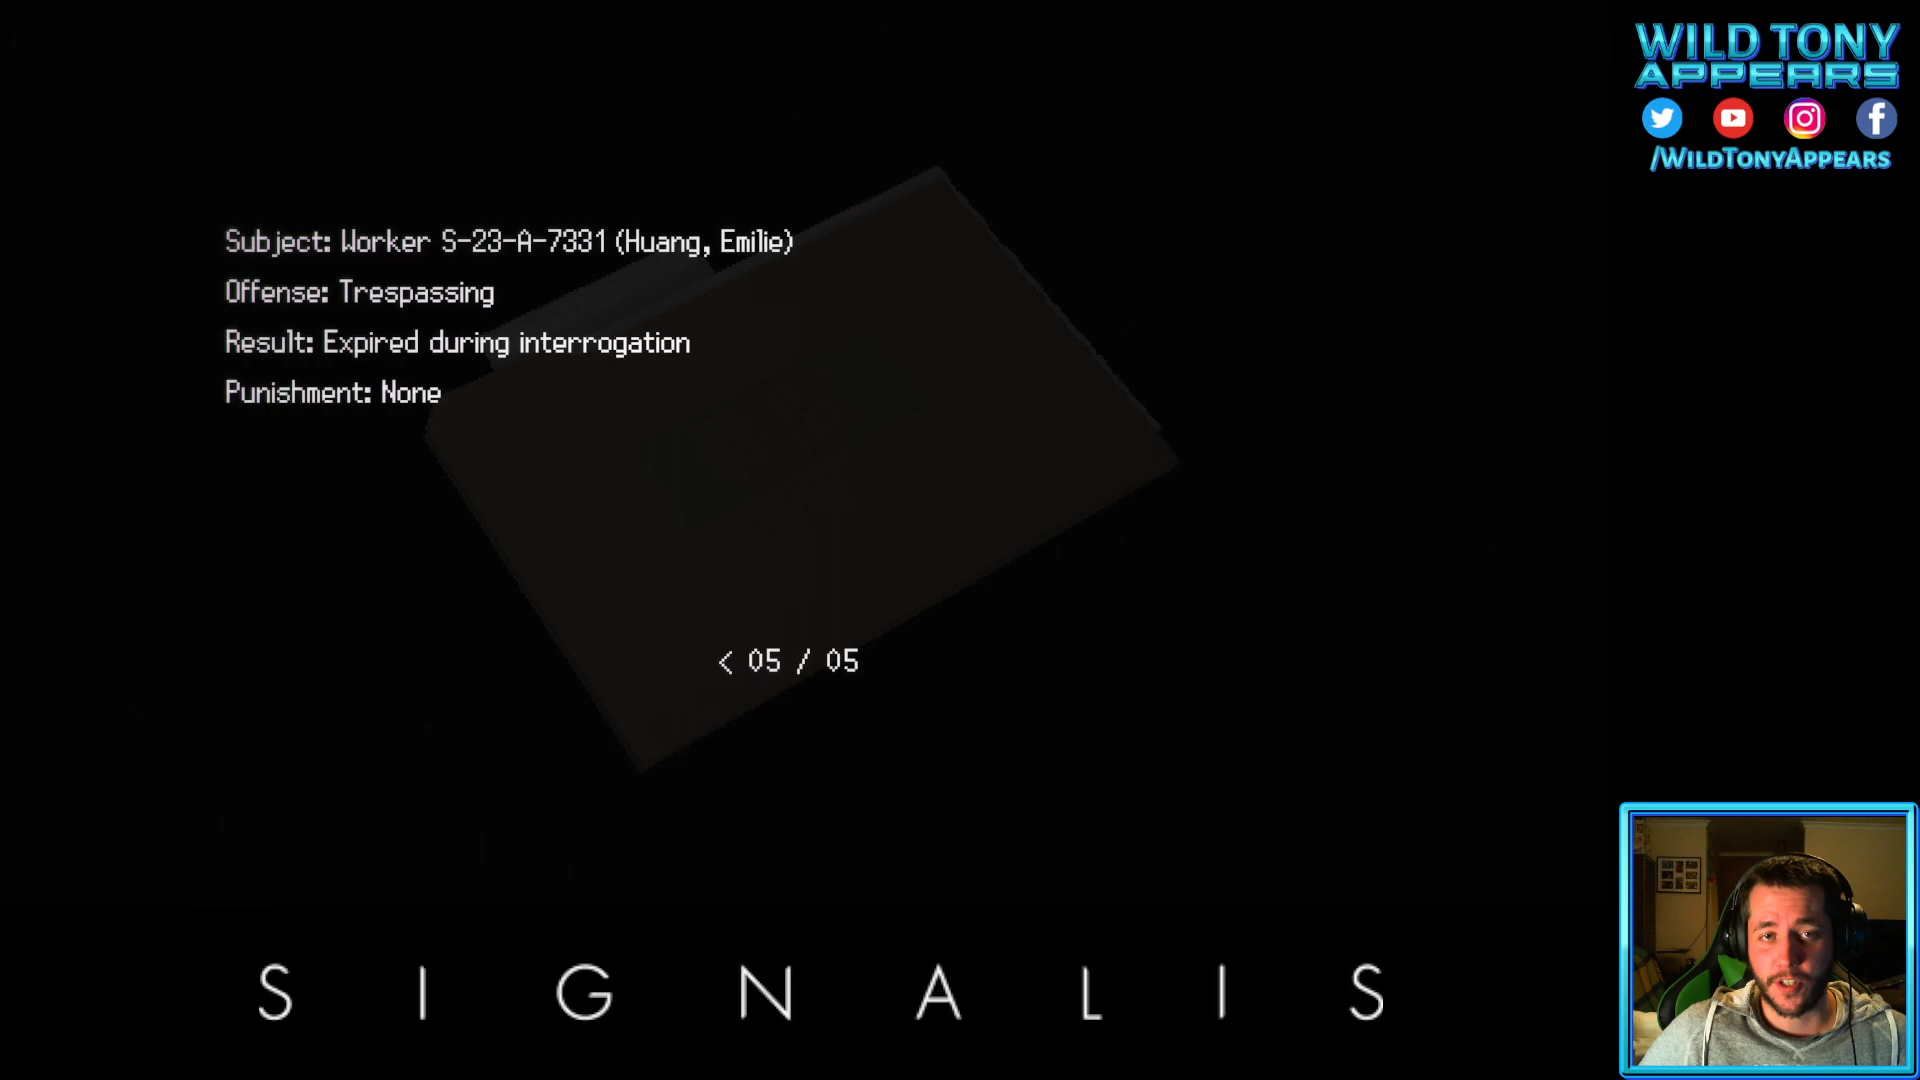 WILD TONY
APPEARS
/WILDTONYAPPEARS
Subject: Worker S-23-A-7331 (Huang, Emilie)
Offense: Trespassing
Result: Expired during interrogation
Punishment: None
< 05 / 05
S I G N A L I S